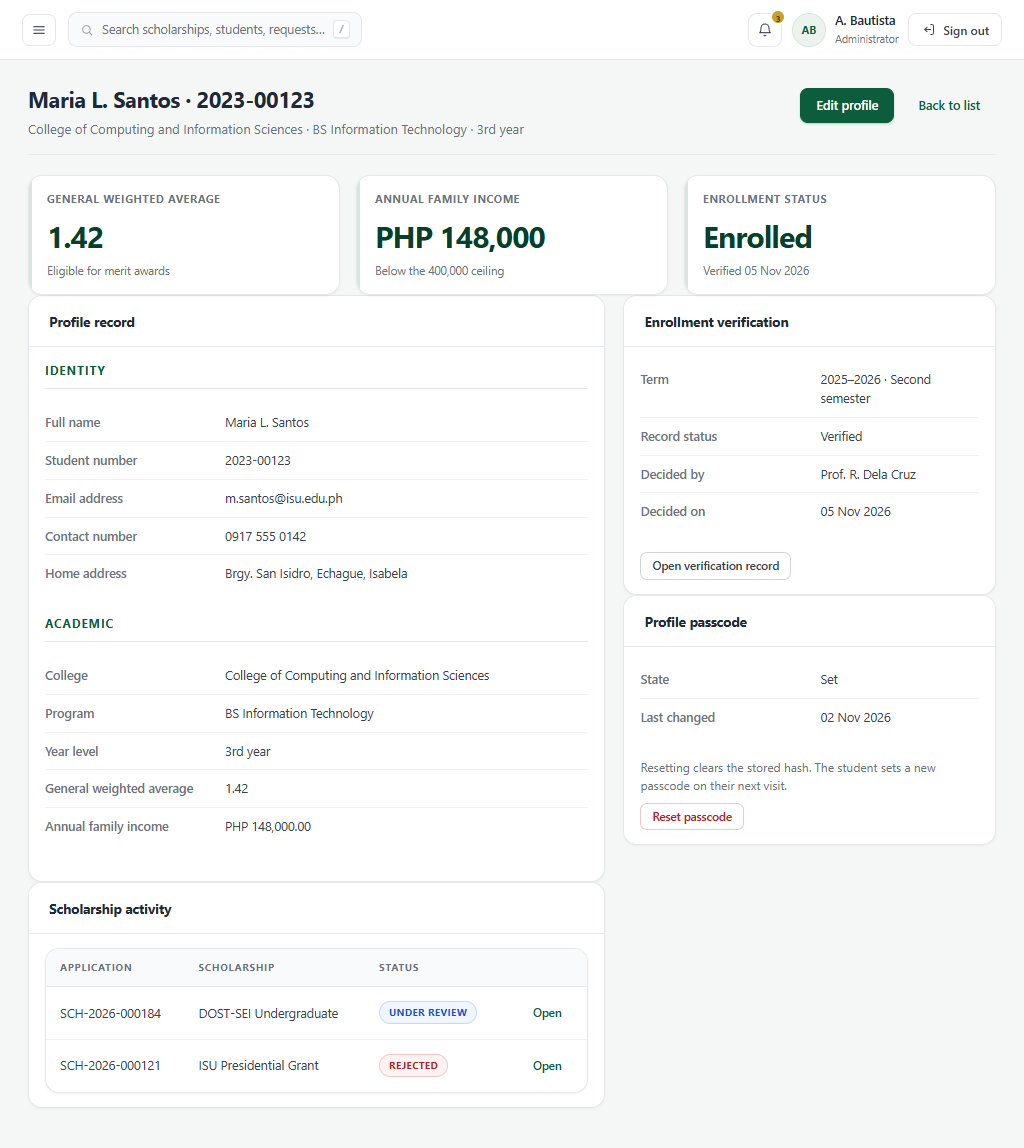 Search scholarships, students, requests... /
3
AB
A. Bautista
Administrator
Sign out
Maria L. Santos · 2023-00123
College of Computing and Information Sciences · BS Information Technology · 3rd year
Edit profile
Back to list
GENERAL WEIGHTED AVERAGE
1.42
Eligible for merit awards
ANNUAL FAMILY INCOME
PHP 148,000
Below the 400,000 ceiling
ENROLLMENT STATUS
Enrolled
Verified 05 Nov 2026
Profile record
IDENTITY
Full name Maria L. Santos
Student number 2023-00123
Email address m.santos@isu.edu.ph
Contact number 0917 555 0142
Home address Brgy. San Isidro, Echague, Isabela
ACADEMIC
College College of Computing and Information Sciences
Program BS Information Technology
Year level 3rd year
General weighted average 1.42
Annual family income PHP 148,000.00
Scholarship activity
APPLICATION SCHOLARSHIP STATUS
SCH-2026-000184 DOST-SEI Undergraduate UNDER REVIEW Open
SCH-2026-000121 ISU Presidential Grant REJECTED Open
Enrollment verification
Term 2025–2026 · Second
semester
Record status Verified
Decided by Prof. R. Dela Cruz
Decided on 05 Nov 2026
Open verification record
Profile passcode
State Set
Last changed 02 Nov 2026
Resetting clears the stored hash. The student sets a new
passcode on their next visit.
Reset passcode